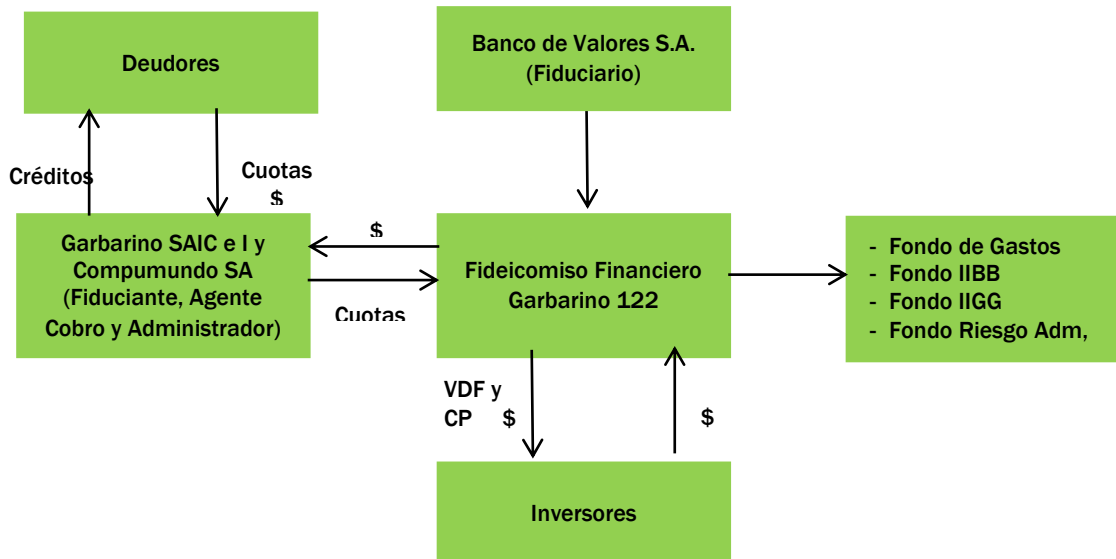 Deudores
Banco de Valores S.A.
(Fiduciario)
Créditos
Cuotas
$
Garbarino SAIC e I y
Compumundo SA
(Fiduciante, Agente
Cobro y Administrador)
$
Cuotas
Fideicomiso Financiero
Garbarino 122
- Fondo de Gastos
- Fondo IIBB
- Fondo IIGG
- Fondo Riesgo Adm,
VDF y
CP $
$
Inversores